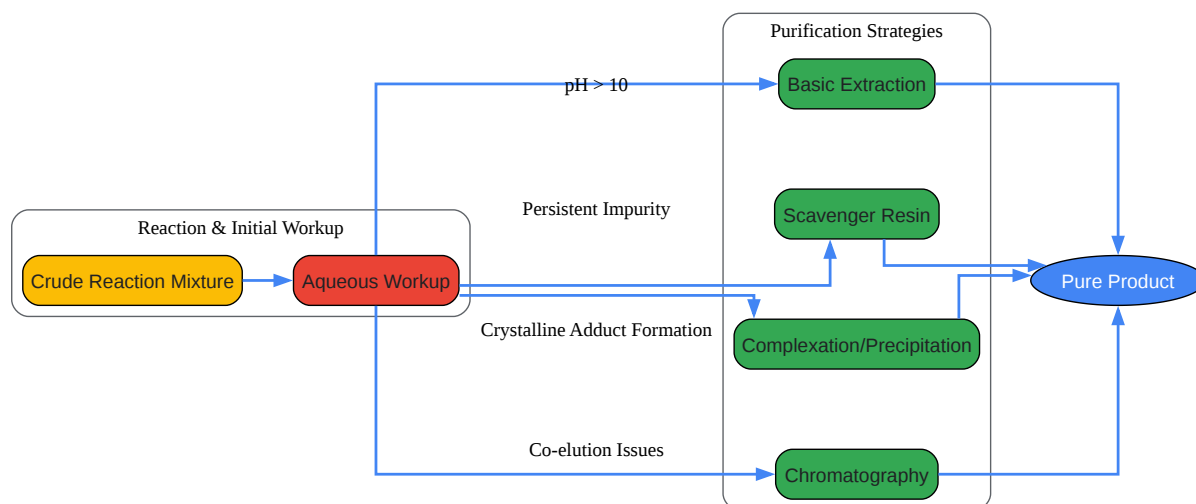 Purification Strategies
pH > 10
Basic Extraction
Persistent Impurity
Scavenger Resin
Reaction & Initial Workup
Crude Reaction Mixture
Aqueous Workup
Pure Product
Crystalline Adduct Formation
Complexation/Precipitation
Co-elution Issues
Chromatography